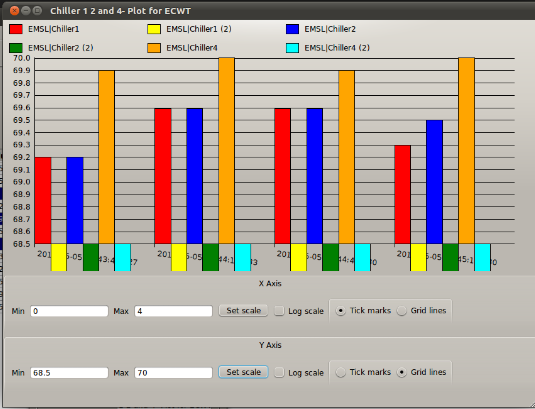 Chiller 1 2 and 4- Plot for ECWT
EMSL|Chiller1 EMSL|Chiller1 (2) EMSL|Chiller2
EMSL|Chiller2 (2) EMSL|Chiller4 EMSL|Chiller4 (2)
70.0
69.9
69.8
69.7
69.6
69.5
69.4
69.3
69.2
69.1
69.0
68.9
68.8
68.7
68.6
68.5
X Axis
Min 0 Max 4 Set scale Log scale Tick marks Grid lines
Y Axis
Min 68.5 Max 70 Set scale Log scale Tick marks Grid lines